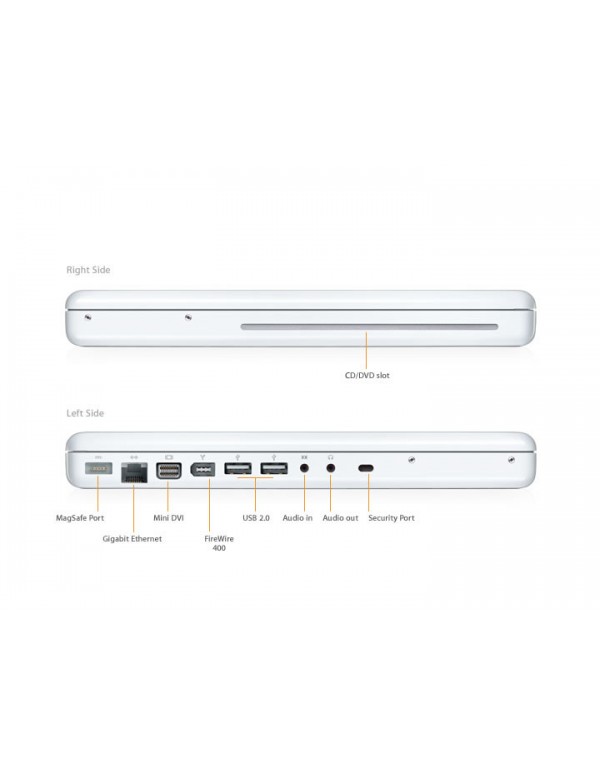 Right Side
CD/DVD slot
Left Side
MagSafe Port
Gigabit Ethernet
Mini DVI
FireWire
400
USB 2.0
Audio in
Audio out
Security Port